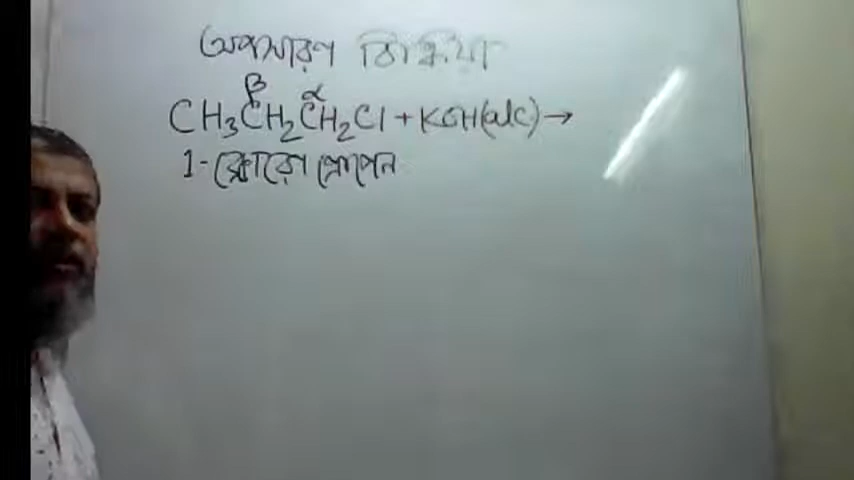 অপসারণ বিক্রিয়া
β α
CH₃CH₂CH₂Cl + KOH(alc) →
1-ক্লোরো প্রোপেন